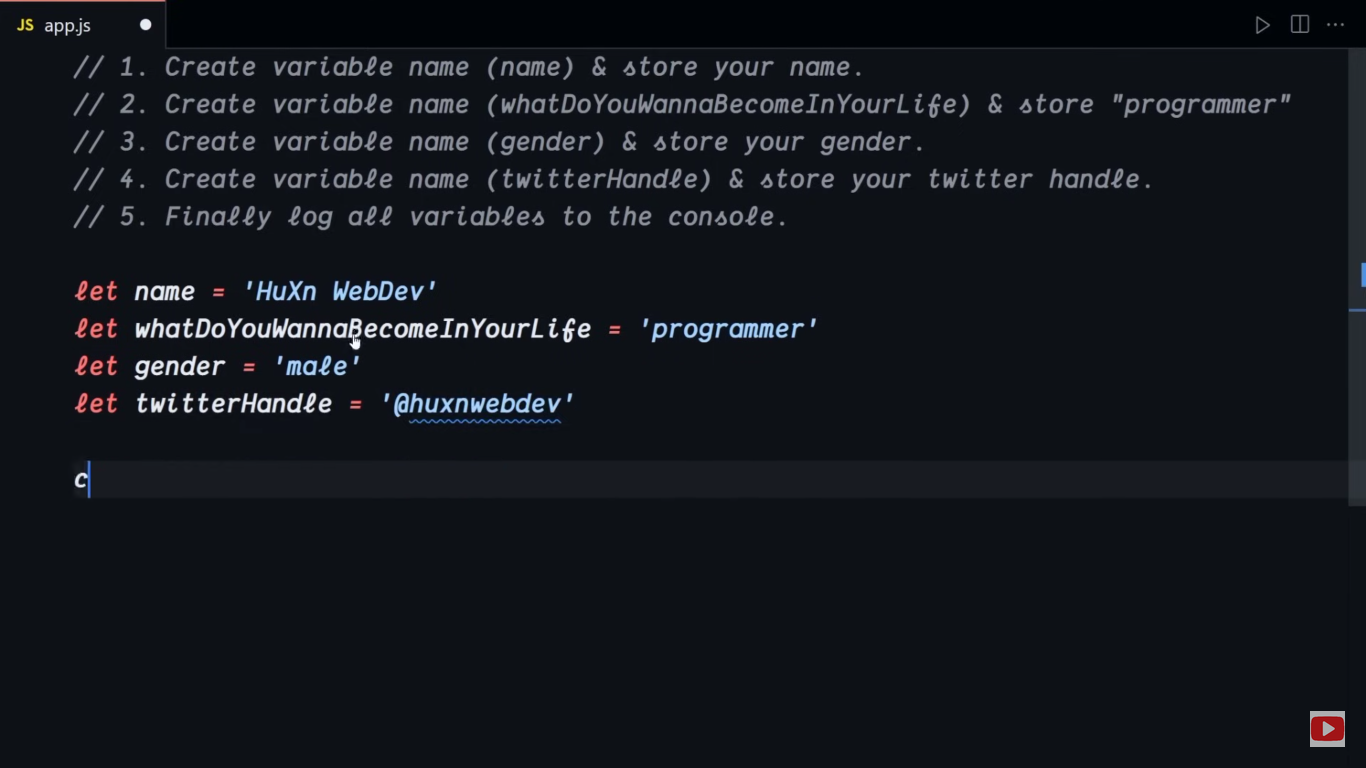 JS app.js
// 1. Create variable name (name) & store your name.
// 2. Create variable name (whatDoYouWannaBecomeInYourLife) & store "programmer"
// 3. Create variable name (gender) & store your gender.
// 4. Create variable name (twitterHandle) & store your twitter handle.
// 5. Finally log all variables to the console.
let name = 'HuXn WebDev'
let whatDoYouWannaBecomeInYourLife = 'programmer'
let gender = 'male'
let twitterHandle = '@huxnwebdev'
c